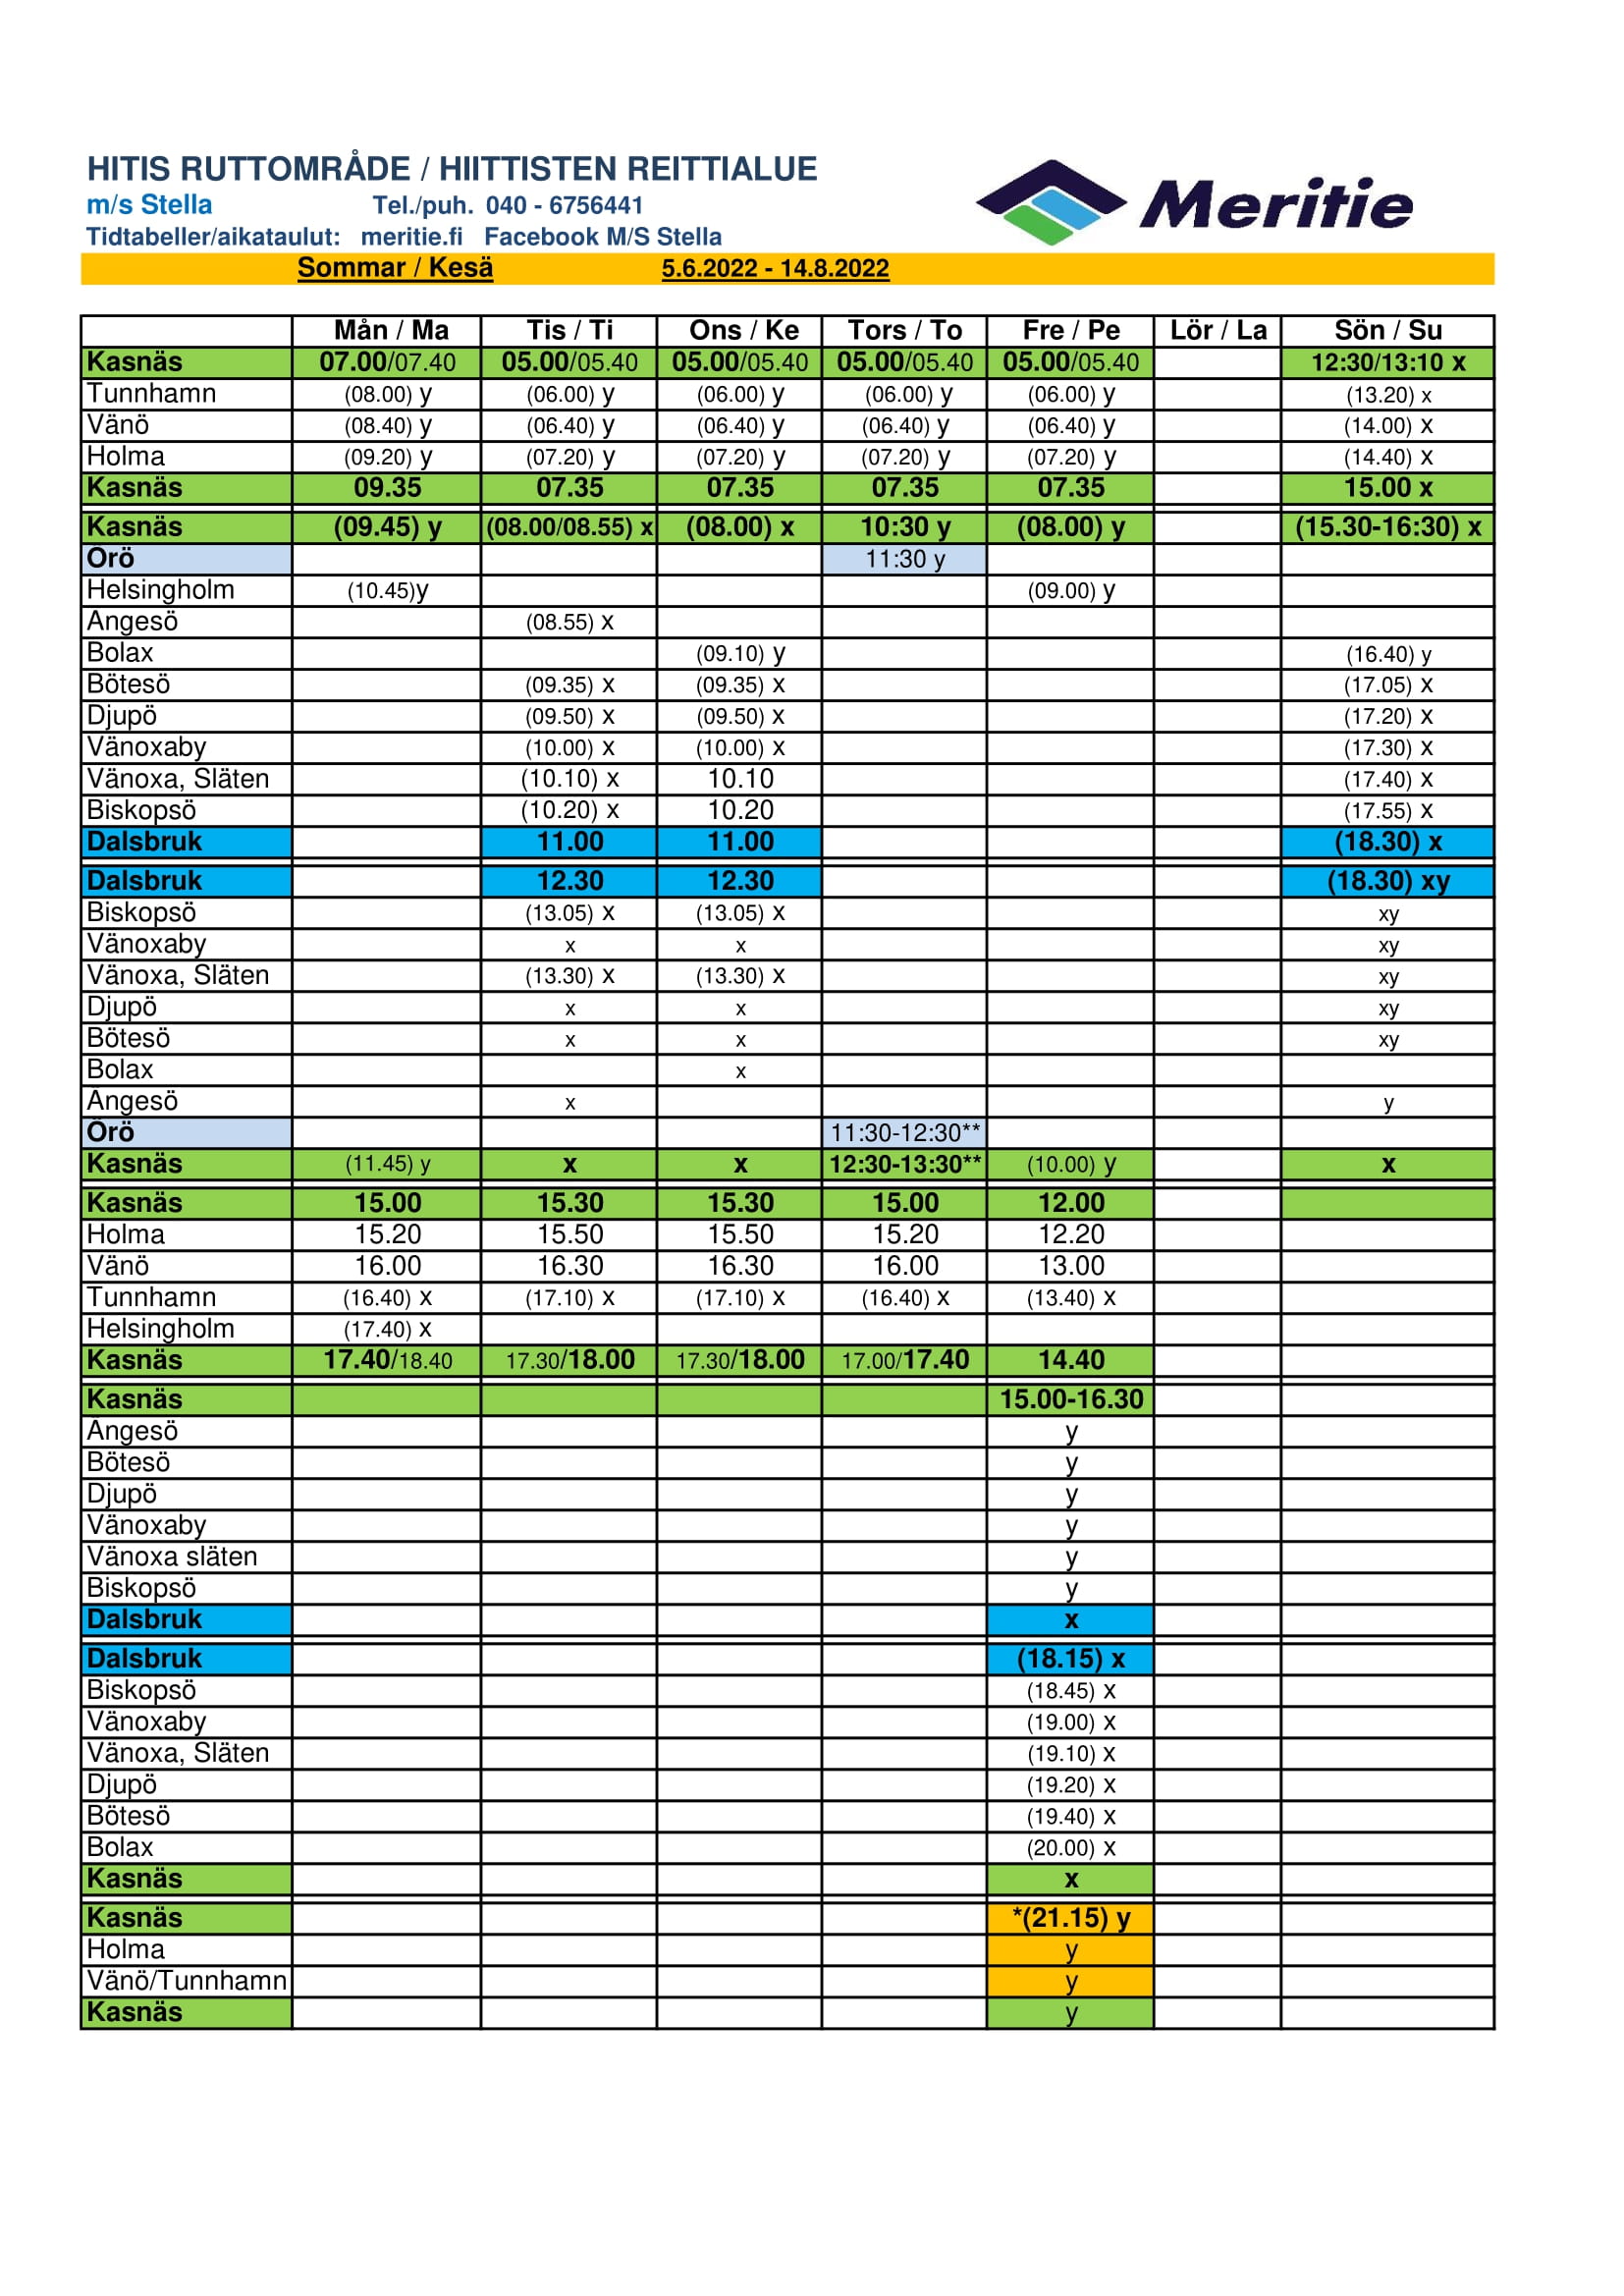 HITIS RUTTOMRÅDE / HIITTISTEN REITTIALUE
m/s Stella Tel./puh. 040 - 6756441
Tidtabeller/aikataulut: meritie.fi Facebook M/S Stella
Meritie
Sommar / Kesä 5.6.2022 - 14.8.2022
Mån / Ma Tis / Ti Ons / Ke Tors / To Fre / Pe Lör / La Sön / Su
Kasnäs 07.00/07.40 05.00/05.40 05.00/05.40 05.00/05.40 05.00/05.40 12:30/13:10 x
Tunnhamn (08.00) y (06.00) y (06.00) y (06.00) y (06.00) y (13.20) x
Vänö (08.40) y (06.40) y (06.40) y (06.40) y (06.40) y (14.00) x
Holma (09.20) y (07.20) y (07.20) y (07.20) y (07.20) y (14.40) x
Kasnäs 09.35 07.35 07.35 07.35 07.35 15.00 x
Kasnäs (09.45) y (08.00/08.55) x (08.00) x 10:30 y (08.00) y (15.30-16:30) x
Örö 11:30 y
Helsingholm (10.45)y (09.00) y
Ängesö (08.55) x
Bolax (09.10) y (16.40) y
Bötesö (09.35) x (09.35) x (17.05) x
Djupö (09.50) x (09.50) x (17.20) x
Vänoxaby (10.00) x (10.00) x (17.30) x
Vänoxa, Släten (10.10) x 10.10 (17.40) x
Biskopsö (10.20) x 10.20 (17.55) x
Dalsbruk 11.00 11.00 (18.30) x
Dalsbruk 12.30 12.30 (18.30) xy
Biskopsö (13.05) x (13.05) x xy
Vänoxaby x x xy
Vänoxa, Släten (13.30) x (13.30) x xy
Djupö x x xy
Bötesö x x xy
Bolax x
Ängesö x y
Örö 11:30-12:30**
Kasnäs (11.45) y x x 12:30-13:30** (10.00) y x
Kasnäs 15.00 15.30 15.30 15.00 12.00
Holma 15.20 15.50 15.50 15.20 12.20
Vänö 16.00 16.30 16.30 16.00 13.00
Tunnhamn (16.40) x (17.10) x (17.10) x (16.40) x (13.40) x
Helsingholm (17.40) x
Kasnäs 17.40/18.40 17.30/18.00 17.30/18.00 17.00/17.40 14.40
Kasnäs 15.00-16.30
Ängesö y
Bötesö y
Djupö y
Vänoxaby y
Vänoxa släten y
Biskopsö y
Dalsbruk x
Dalsbruk (18.15) x
Biskopsö (18.45) x
Vänoxaby (19.00) x
Vänoxa, Släten (19.10) x
Djupö (19.20) x
Bötesö (19.40) x
Bolax (20.00) x
Kasnäs x
Kasnäs *(21.15) y
Holma y
Vänö/Tunnhamn y
Kasnäs y